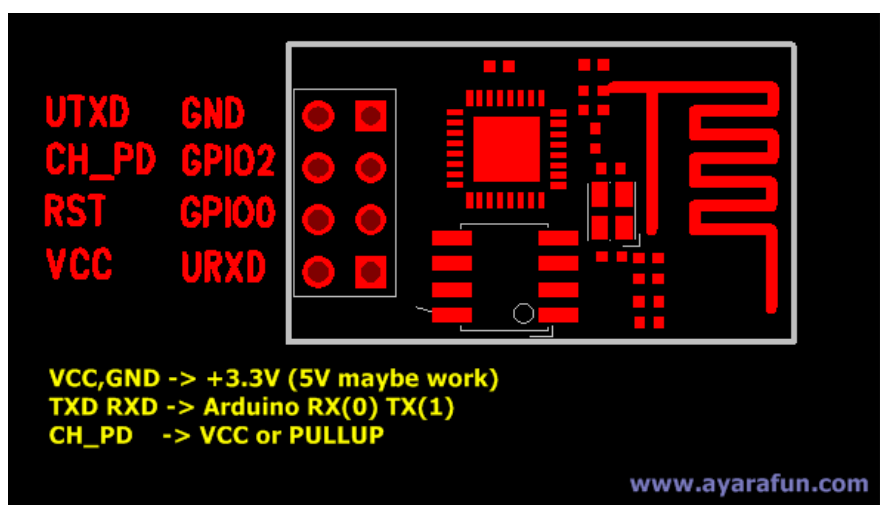 UTXD GND
CH_PD GPIO2
RST GPIO0
VCC URXD
VCC,GND -> +3.3V (5V maybe work)
TXD RXD -> Arduino RX(0) TX(1)
CH_PD -> VCC or PULLUP
www.ayarafun.com